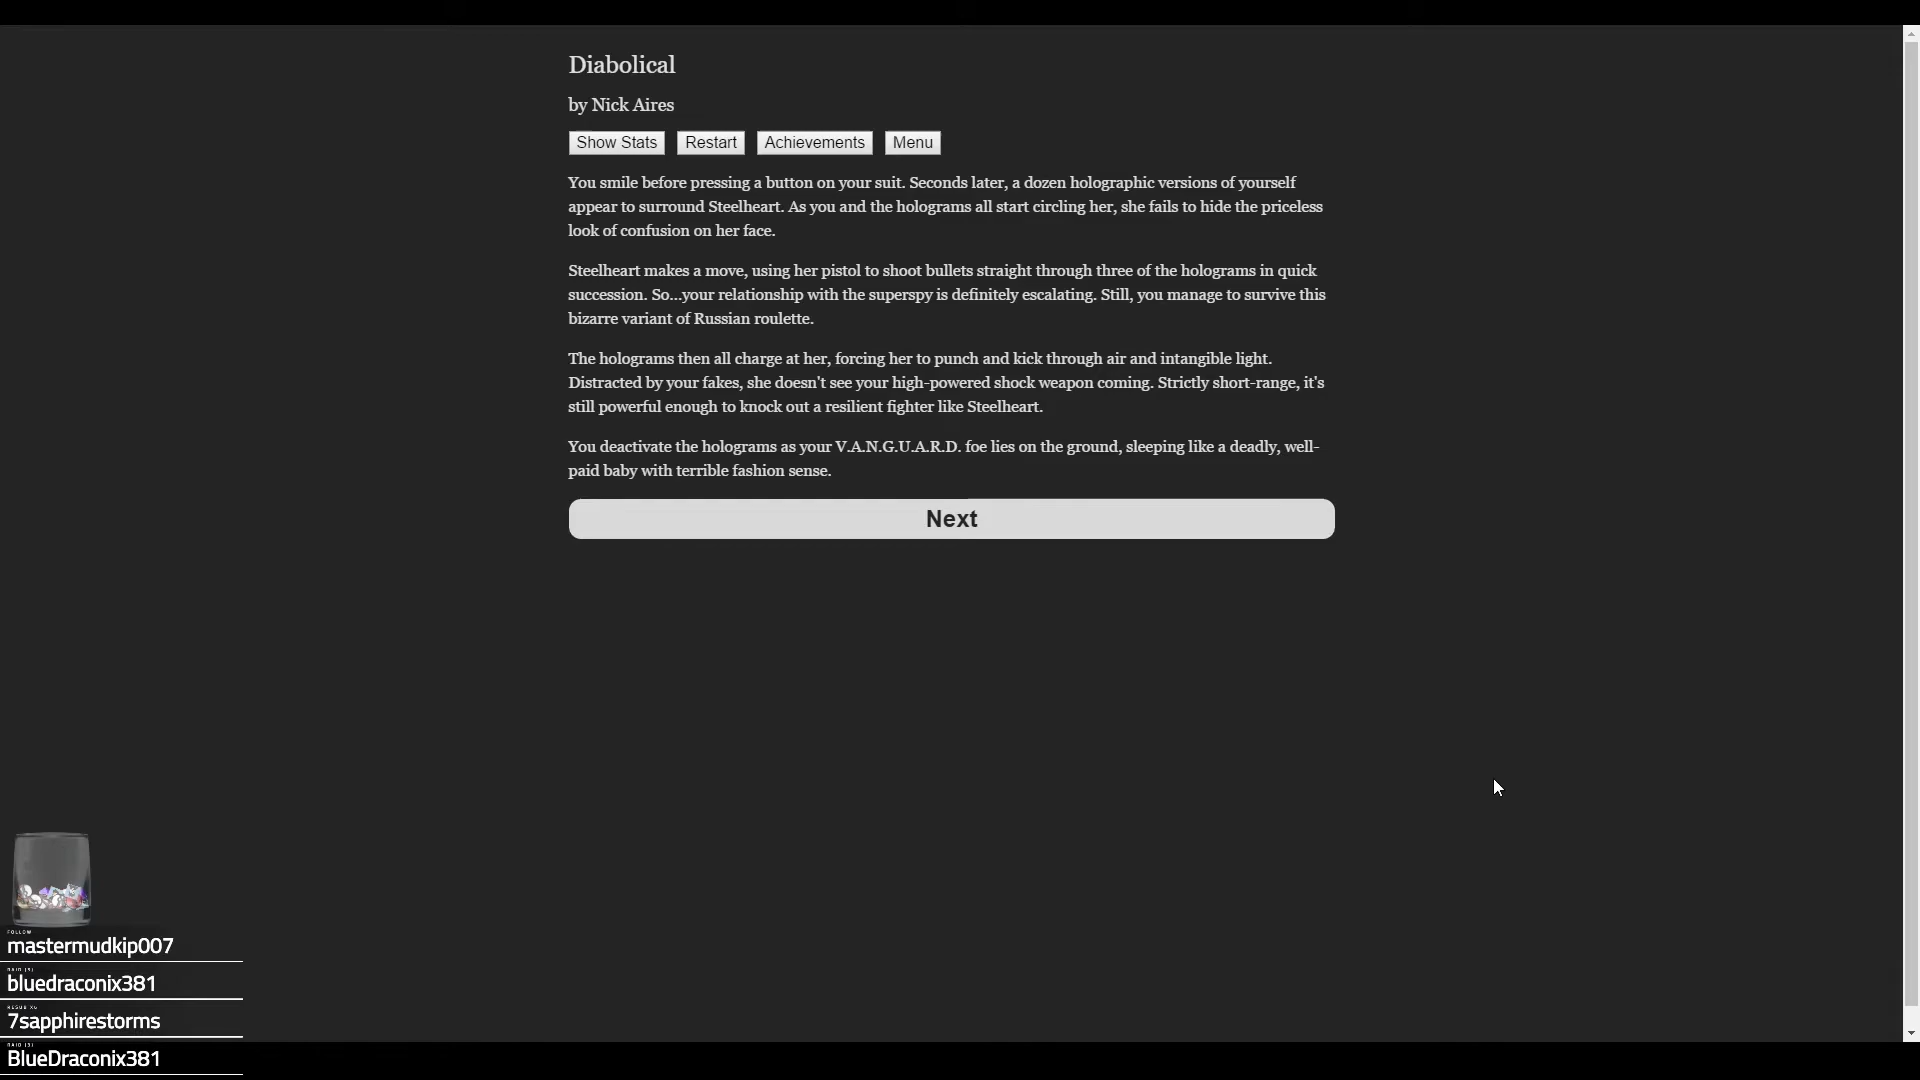 Diabolical
by Nick Aires
Show Stats Restart Achievements Menu
You smile before pressing a button on your suit. Seconds later, a dozen holographic versions of yourself
appear to surround Steelheart. As you and the holograms all start circling her, she fails to hide the priceless
look of confusion on her face.
Steelheart makes a move, using her pistol to shoot bullets straight through three of the holograms in quick
succession. So...your relationship with the superspy is definitely escalating. Still, you manage to survive this
bizarre variant of Russian roulette.
The holograms then all charge at her, forcing her to punch and kick through air and intangible light.
Distracted by your fakes, she doesn't see your high-powered shock weapon coming. Strictly short-range, it's
still powerful enough to knock out a resilient fighter like Steelheart.
You deactivate the holograms as your V.A.N.G.U.A.R.D. foe lies on the ground, sleeping like a deadly, well-
paid baby with terrible fashion sense.
Next
FOLLOW
mastermudkip007
bluedraconix381
7sapphirestorms
BlueDraconix381